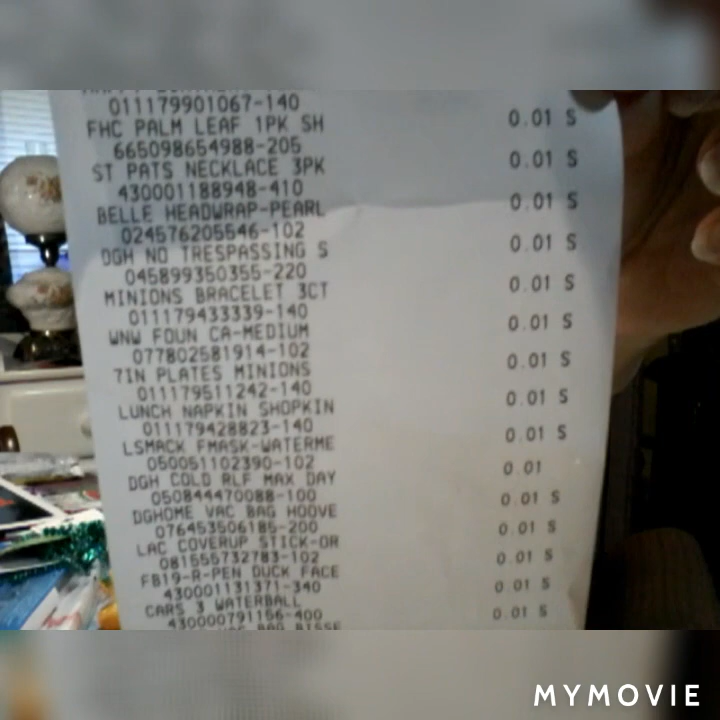 011179901067-140
FHC PALM LEAF 1PK SH 0.01 S
665098654988-205
ST PATS NECKLACE 3PK 0.01 S
430001188948-410
BELLE HEADWRAP-PEARL 0.01 S
024576205546-102
DGH NO TRESPASSING S 0.01 S
045899350355-220
MINIONS BRACELET 3CT 0.01 S
011179433339-140
WNW FOUN CA-MEDIUM 0.01 S
077802581914-102
7IN PLATES MINIONS 0.01 S
011179511242-140
LUNCH NAPKIN SHOPKIN 0.01 S
011179428823-140
LSMACK FMASK-WATERME 0.01 S
050051102390-102
DGH COLD RLF MAX DAY 0.01
050844470088-100
DGHOME VAC BAG HOOVE 0.01 S
076453506185-200
LAC COVERUP STICK-OR 0.01 S
081555732783-102
FB19-R-PEN DUCK FACE 0.01 S
430001131371-340
CARS 3 WATERBALL 0.01 S
430000791156-400
VAC BAG BISSE 0.01 S
MYMOVIE